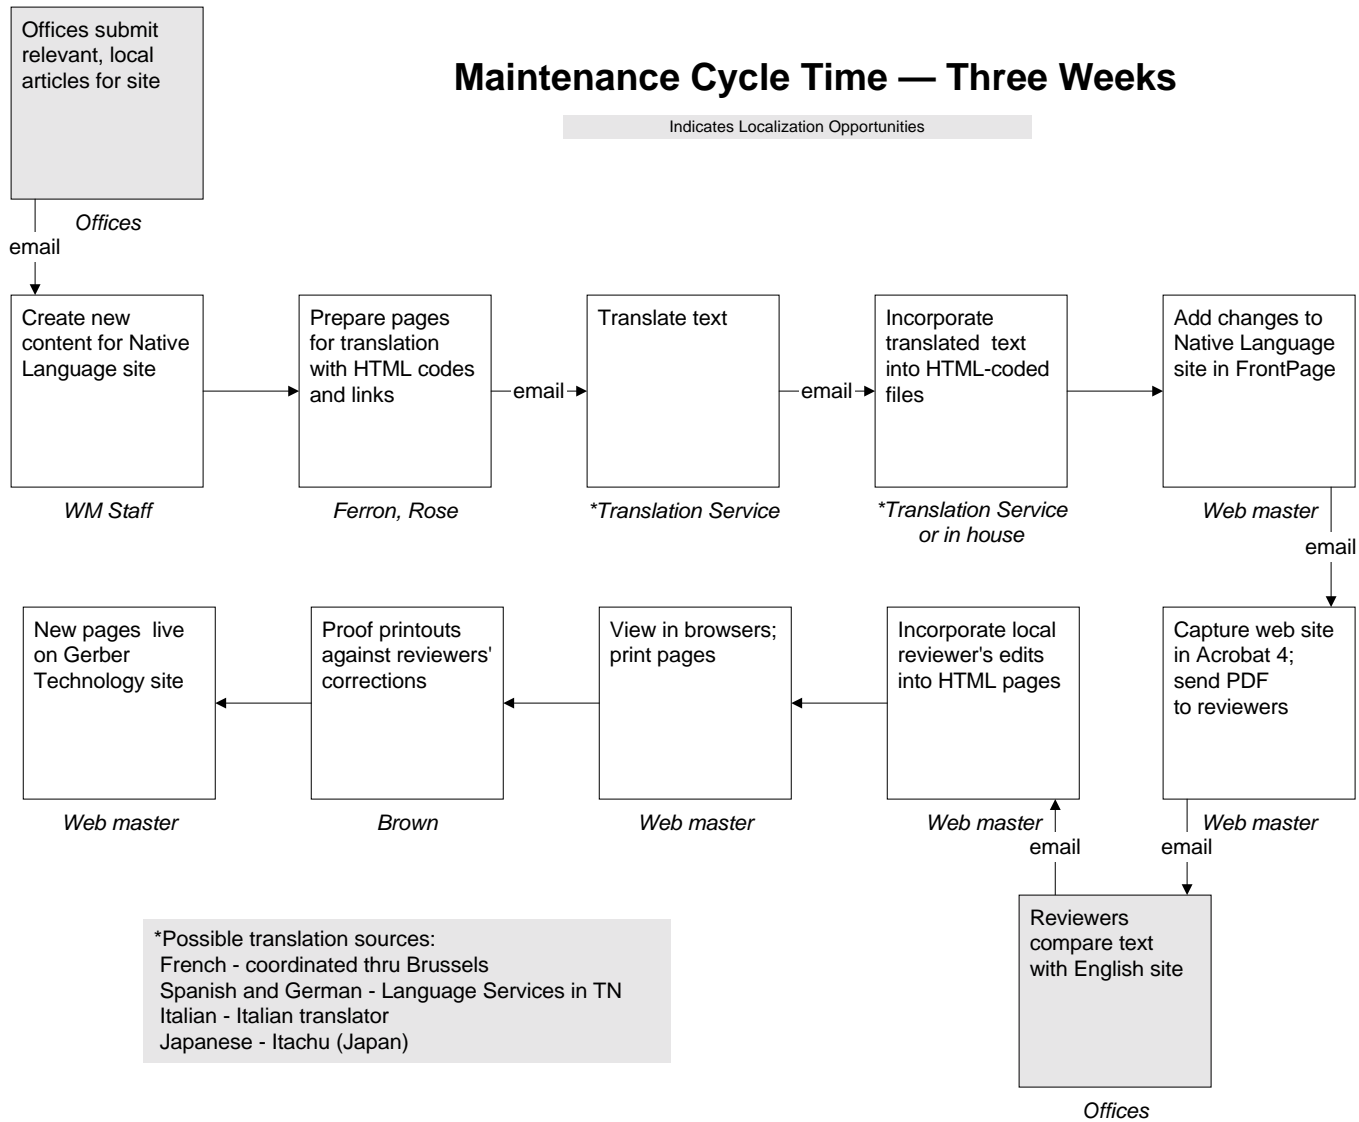 Offices submit
relevant, local
articles for site
Maintenance Cycle Time — Three Weeks
Indicates Localization Opportunities
Offices
email
Create new
content for Native
Language site
WM Staff
Prepare pages
for translation
with HTML codes
and links
Ferron, Rose
email
Translate text
*Translation Service
email
Incorporate
translated text
into HTML-coded
files
*Translation Service
or in house
Add changes to
Native Language
site in FrontPage
Web master
email
Capture web site
in Acrobat 4;
send PDF
to reviewers
Web master
email
Reviewers
compare text
with English site
Offices
email
Incorporate local
reviewer's edits
into HTML pages
Web master
View in browsers;
print pages
Web master
Proof printouts
against reviewers'
corrections
Brown
New pages live
on Gerber
Technology site
Web master
*Possible translation sources:
French - coordinated thru Brussels
Spanish and German - Language Services in TN
Italian - Italian translator
Japanese - Itachu (Japan)